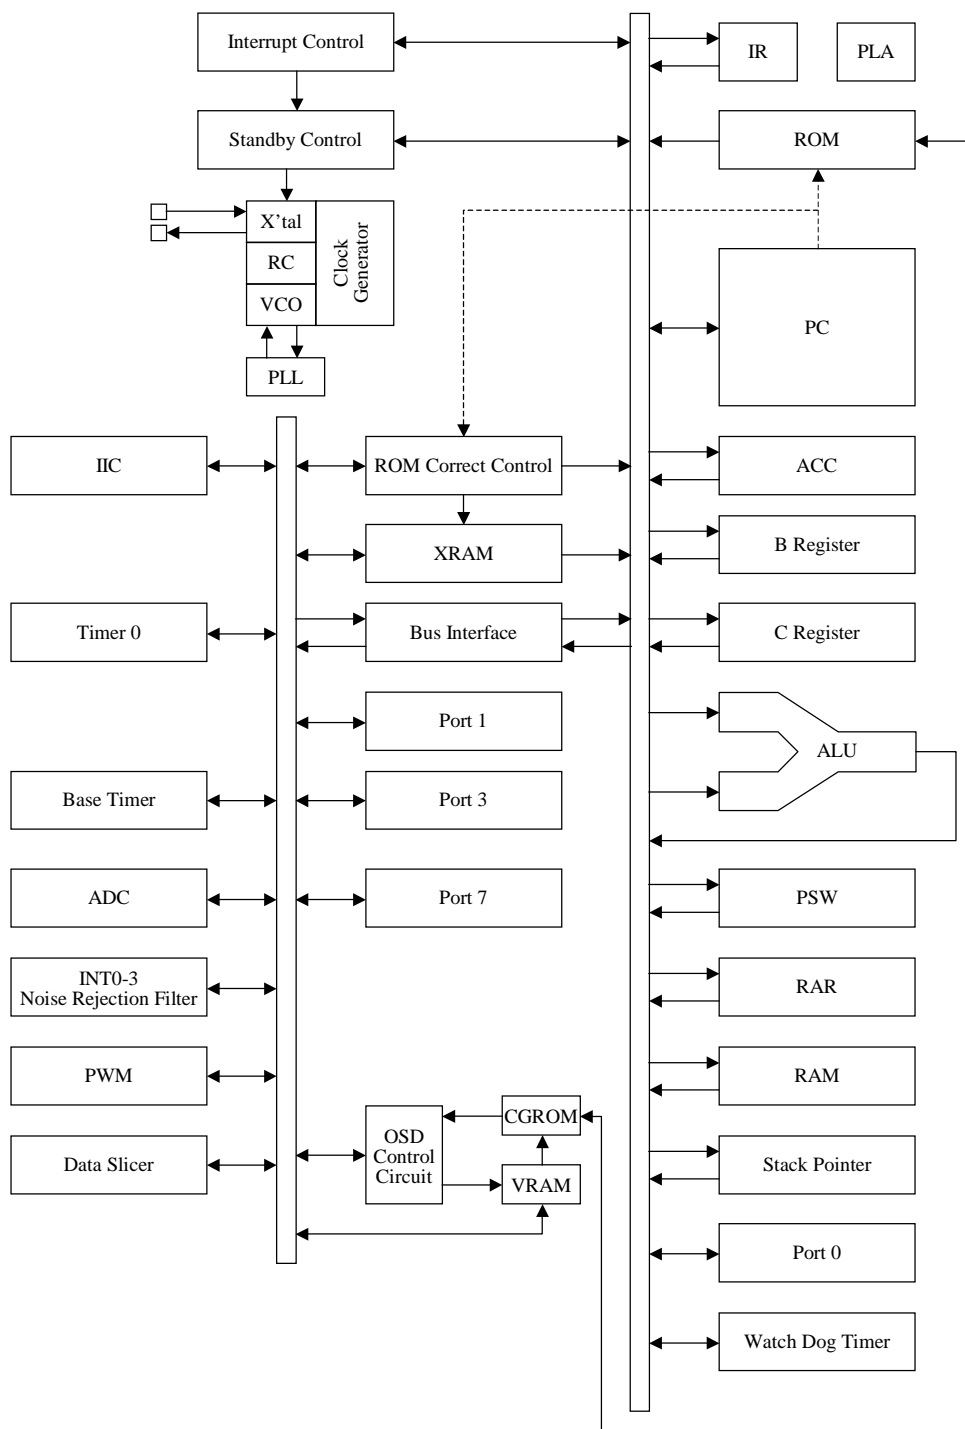 Interrupt Control
IR
PLA
Standby Control
ROM
X’tal
RC
VCO
Clock
Generator
PC
PLL
IIC
ROM Correct Control
ACC
XRAM
B Register
Timer 0
Bus Interface
C Register
Port 1
ALU
Base Timer
Port 3
ADC
Port 7
PSW
INT0-3
Noise Rejection Filter
RAR
PWM
RAM
CGROM
OSD
Control
Circuit
Data Slicer
VRAM
Stack Pointer
Port 0
Watch Dog Timer